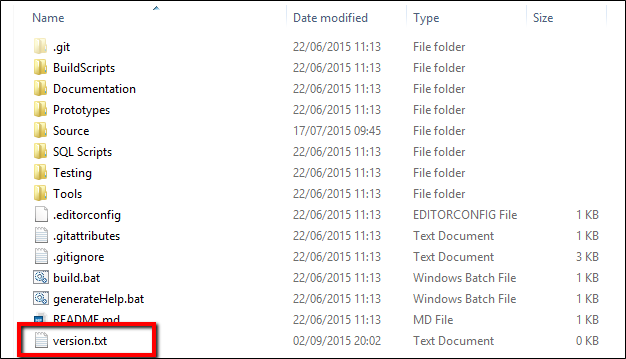 Name Date modified Type Size
.git 22/06/2015 11:13 File folder
BuildScripts 22/06/2015 11:13 File folder
Documentation 22/06/2015 11:13 File folder
Prototypes 22/06/2015 11:13 File folder
Source 17/07/2015 09:45 File folder
SQL Scripts 22/06/2015 11:13 File folder
Testing 22/06/2015 11:13 File folder
Tools 22/06/2015 11:13 File folder
.editorconfig 22/06/2015 11:13 EDITORCONFIG File 1 KB
.gitattributes 22/06/2015 11:13 Text Document 1 KB
.gitignore 22/06/2015 11:13 Text Document 3 KB
build.bat 22/06/2015 11:13 Windows Batch File 1 KB
generateHelp.bat 22/06/2015 11:13 Windows Batch File 1 KB
README.md 22/06/2015 11:13 MD File 1 KB
version.txt 02/09/2015 20:02 Text Document 0 KB